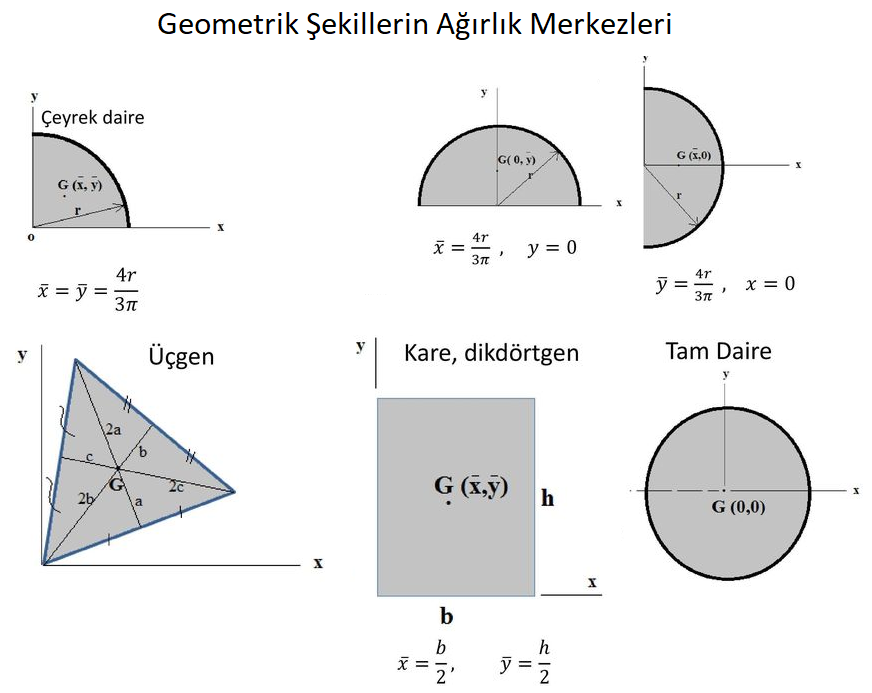 Geometrik Şekillerin Ağırlık Merkezleri
y
Çeyrek daire
G (x̄, ȳ)
r
o
x
x̄ = ȳ = 4r/3π
y
G( 0, ȳ)
r
x
x̄ = 4r/3π , y = 0
y
G (x̄,0)
x
r
ȳ = 4r/3π , x = 0
y
Üçgen
2a
b
c
G
2c
2b
a
x
y
Kare, dikdörtgen
G (x̄,ȳ)
h
x
b
x̄ = b/2, ȳ = h/2
Tam Daire
y
x
G (0,0)